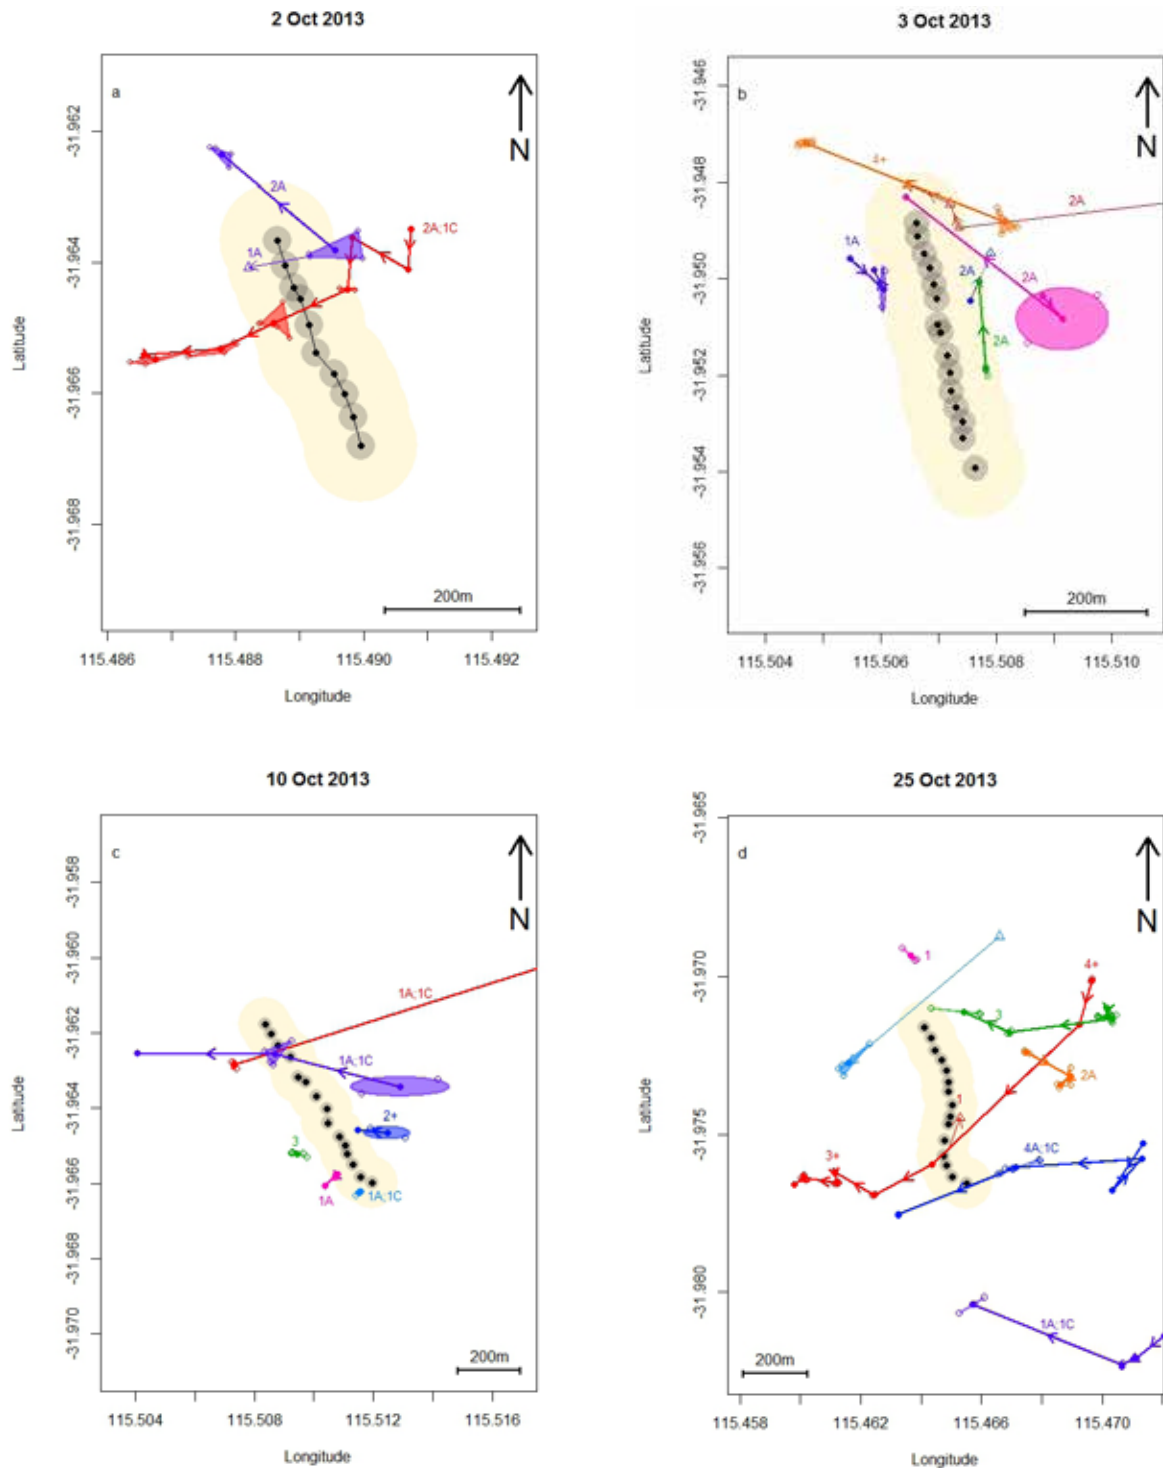 2 Oct 2013
a
N
2A
1A
2A;1C
200m
-31.962
-31.964
-31.966
-31.968
Latitude
115.486
115.488
115.490
115.492
Longitude
3 Oct 2013
b
N
4+
2A
1A
2A
2A
2A
200m
-31.946
-31.948
-31.950
-31.952
-31.954
-31.956
Latitude
115.504
115.506
115.508
115.510
Longitude
10 Oct 2013
c
N
1A;1C
1A;1C
2+
3
1A
1A;1C
200m
-31.958
-31.960
-31.962
-31.964
-31.966
-31.968
-31.970
Latitude
115.504
115.508
115.512
115.516
Longitude
25 Oct 2013
d
N
1
4+
3
2A
1
4A;1C
3+
1A;1C
200m
-31.965
-31.970
-31.975
-31.980
Latitude
115.458
115.462
115.466
115.470
Longitude